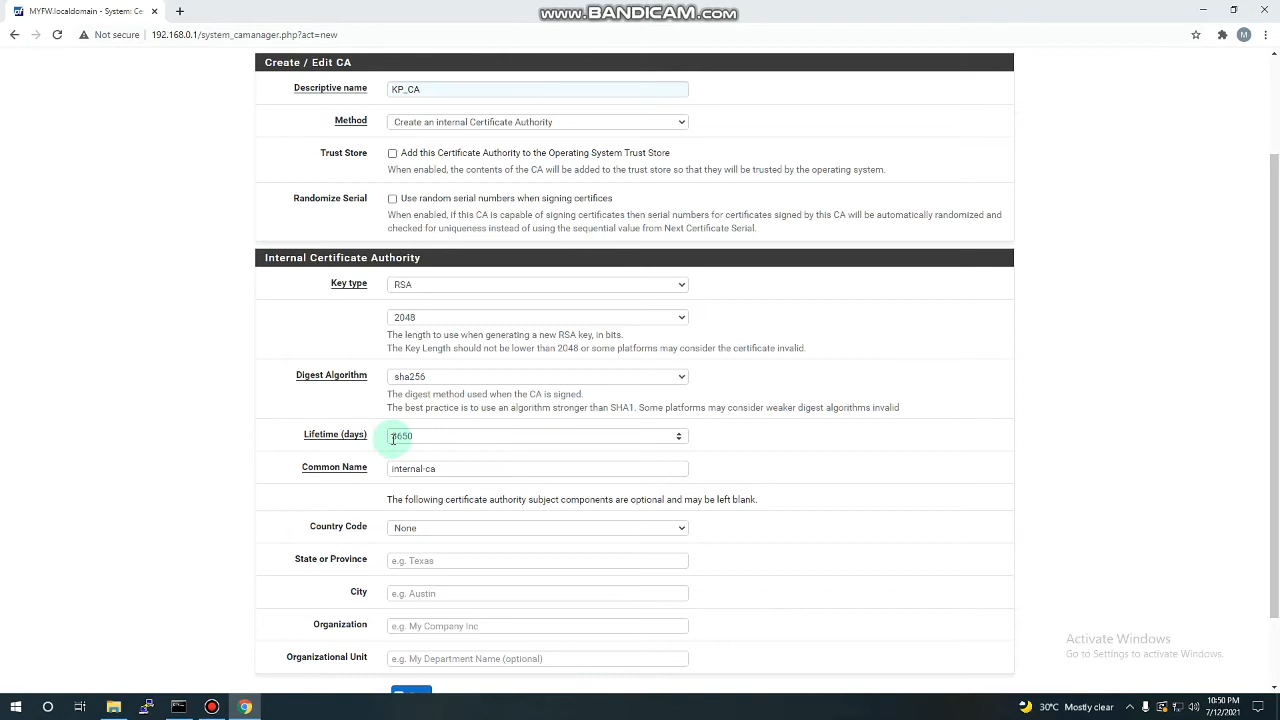 www.BANDICAM.com
MYFW.localdomain - System: Cer
Not secure
192.168.0.1/system_camanager.php?act=new
M
Create / Edit CA
Descriptive name
KP_CA
Method
Create an internal Certificate Authority
Trust Store
Add this Certificate Authority to the Operating System Trust Store
When enabled, the contents of the CA will be added to the trust store so that they will be trusted by the operating system.
Randomize Serial
Use random serial numbers when signing certifices
When enabled, if this CA is capable of signing certificates then serial numbers for certificates signed by this CA will be automatically randomized and
checked for uniqueness instead of using the sequential value from Next Certificate Serial.
Internal Certificate Authority
Key type
RSA
2048
The length to use when generating a new RSA key, in bits.
The Key Length should not be lower than 2048 or some platforms may consider the certificate invalid.
Digest Algorithm
sha256
The digest method used when the CA is signed.
The best practice is to use an algorithm stronger than SHA1. Some platforms may consider weaker digest algorithms invalid
Lifetime (days)
3650
Common Name
internal-ca
The following certificate authority subject components are optional and may be left blank.
Country Code
None
State or Province
e.g. Texas
City
e.g. Austin
Organization
e.g. My Company Inc
Organizational Unit
e.g. My Department Name (optional)
Activate Windows
Go to Settings to activate Windows.
30°C Mostly clear
10:50 PM
7/12/2021